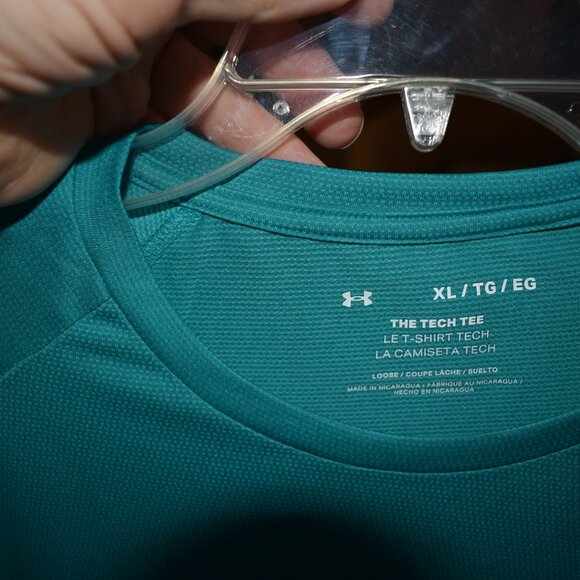 XL / TG / EG
THE TECH TEE
LE T-SHIRT TECH
LA CAMISETA TECH
LOOSE / COUPE LÂCHE / SUELTO
MADE IN NICARAGUA / FABRIQUÉ AU NICARAGUA /
HECHO EN NICARAGUA